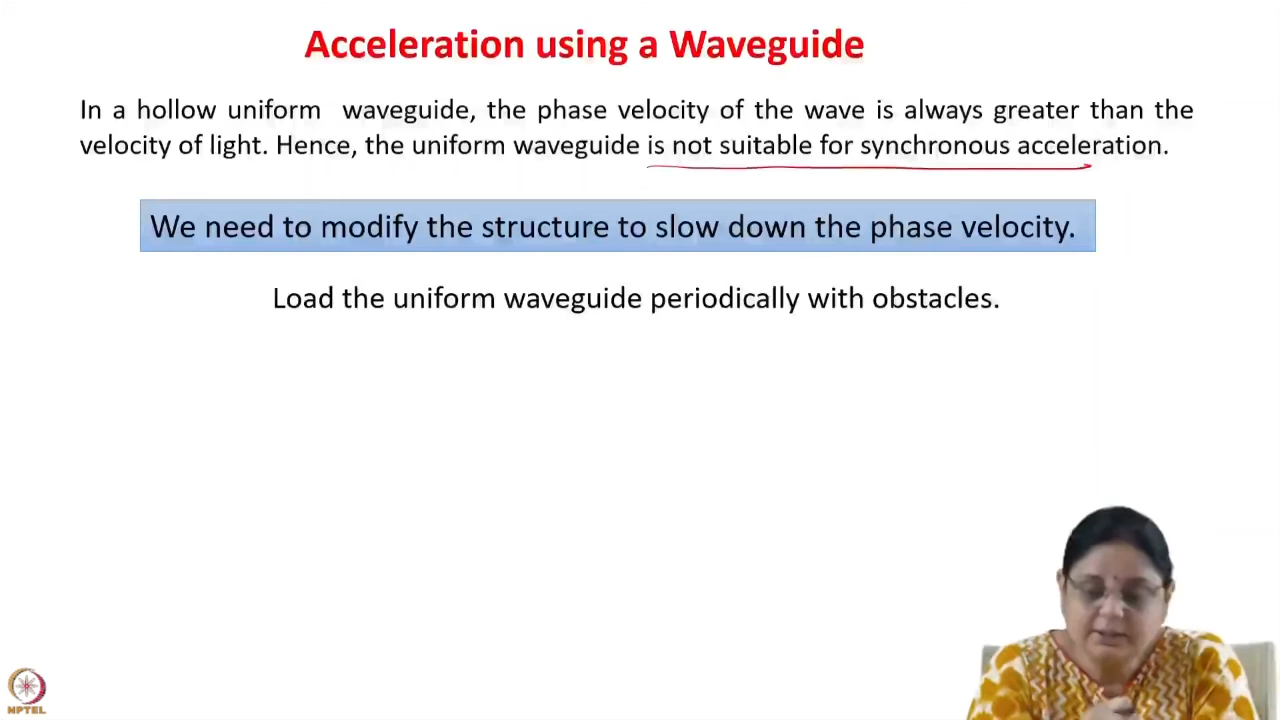 Acceleration using a Waveguide
In a hollow uniform waveguide, the phase velocity of the wave is always greater than the
velocity of light. Hence, the uniform waveguide is not suitable for synchronous acceleration.
We need to modify the structure to slow down the phase velocity.
Load the uniform waveguide periodically with obstacles.
NPTEL